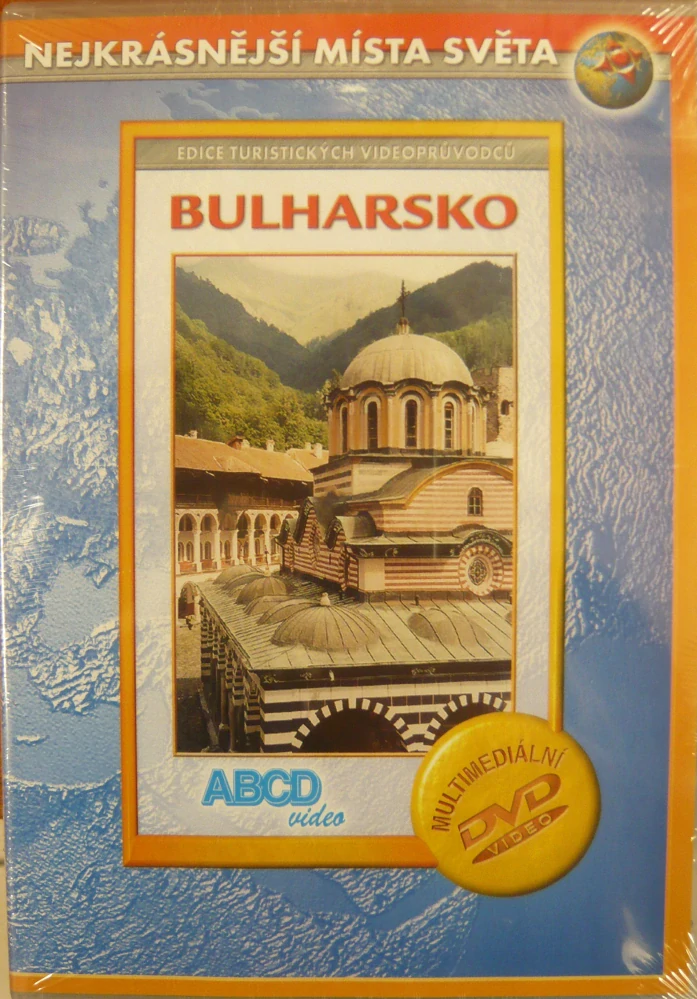 NEJKRÁSNĚJŠÍ MÍSTA SVĚTA
EDICE TURISTICKÝCH VIDEOPRŮVODCŮ
BULHARSKO
ABCD
video
MULTIMEDIÁLNÍ
DVD
VIDEO